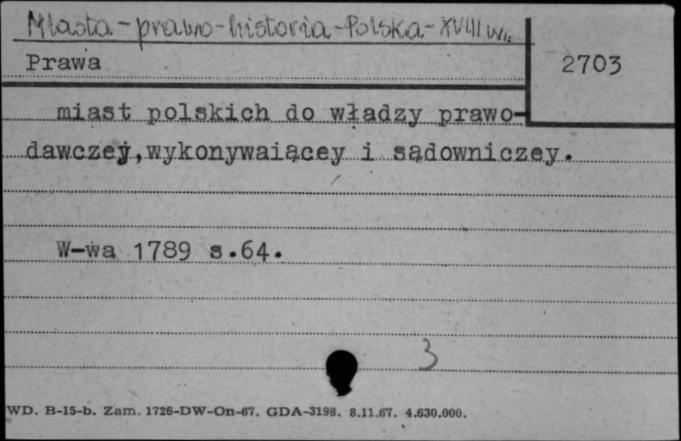 Miasta-prawo-historia-Polska-XVIII w.
Prawa
2703
miast polskich do władzy prawo-
dawczey,wykonywaiącey i sądowniczey.
W-wa 1789 s.64.
3
WD. B-15-b. Zam. 1726-DW-On-67. GDA-3198. 8.11.67. 4.630.000.